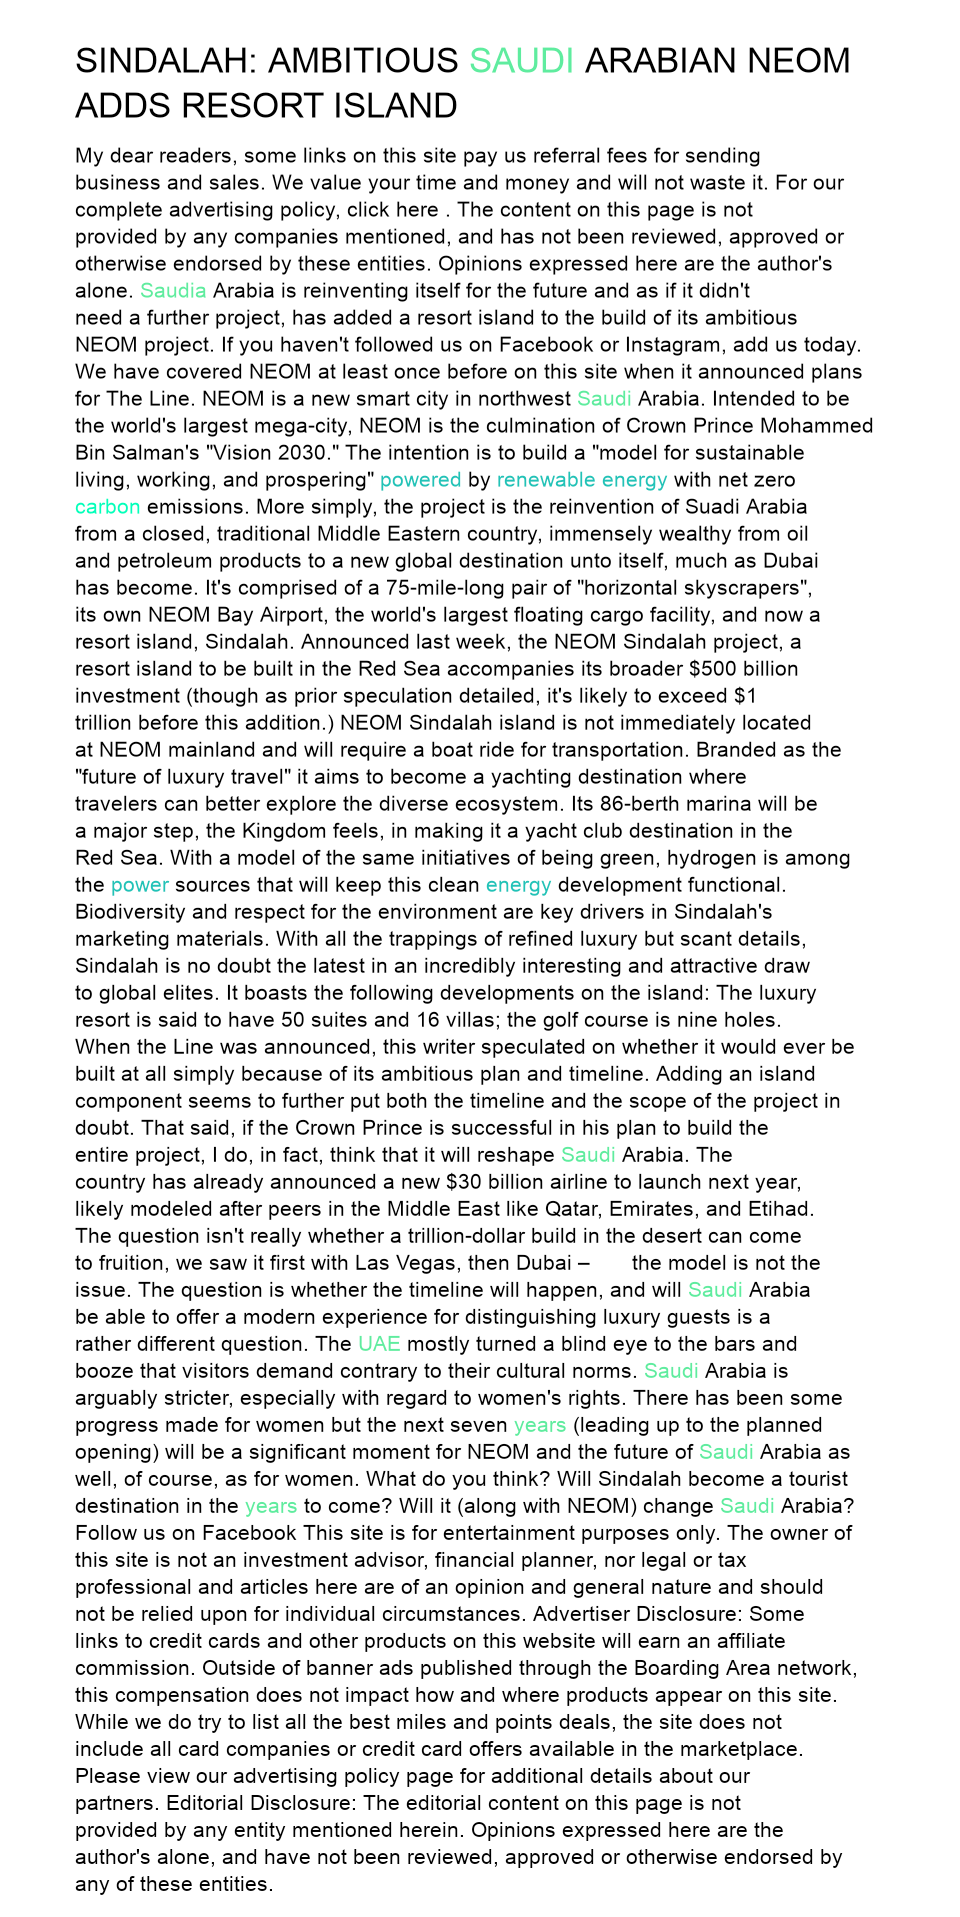 SINDALAH: AMBITIOUS SAUDI ARABIAN NEOM
ADDS RESORT ISLAND
My dear readers, some links on this site pay us referral fees for sending
business and sales. We value your time and money and will not waste it. For our
complete advertising policy, click here . The content on this page is not
provided by any companies mentioned, and has not been reviewed, approved or
otherwise endorsed by these entities. Opinions expressed here are the author's
alone. Saudia Arabia is reinventing itself for the future and as if it didn't
need a further project, has added a resort island to the build of its ambitious
NEOM project. If you haven't followed us on Facebook or Instagram, add us today.
We have covered NEOM at least once before on this site when it announced plans
for The Line. NEOM is a new smart city in northwest Saudi Arabia. Intended to be
the world's largest mega-city, NEOM is the culmination of Crown Prince Mohammed
Bin Salman's "Vision 2030." The intention is to build a "model for sustainable
living, working, and prospering" powered by renewable energy with net zero
carbon emissions. More simply, the project is the reinvention of Suadi Arabia
from a closed, traditional Middle Eastern country, immensely wealthy from oil
and petroleum products to a new global destination unto itself, much as Dubai
has become. It's comprised of a 75-mile-long pair of "horizontal skyscrapers",
its own NEOM Bay Airport, the world's largest floating cargo facility, and now a
resort island, Sindalah. Announced last week, the NEOM Sindalah project, a
resort island to be built in the Red Sea accompanies its broader $500 billion
investment (though as prior speculation detailed, it's likely to exceed $1
trillion before this addition.) NEOM Sindalah island is not immediately located
at NEOM mainland and will require a boat ride for transportation. Branded as the
"future of luxury travel" it aims to become a yachting destination where
travelers can better explore the diverse ecosystem. Its 86-berth marina will be
a major step, the Kingdom feels, in making it a yacht club destination in the
Red Sea. With a model of the same initiatives of being green, hydrogen is among
the power sources that will keep this clean energy development functional.
Biodiversity and respect for the environment are key drivers in Sindalah's
marketing materials. With all the trappings of refined luxury but scant details,
Sindalah is no doubt the latest in an incredibly interesting and attractive draw
to global elites. It boasts the following developments on the island: The luxury
resort is said to have 50 suites and 16 villas; the golf course is nine holes.
When the Line was announced, this writer speculated on whether it would ever be
built at all simply because of its ambitious plan and timeline. Adding an island
component seems to further put both the timeline and the scope of the project in
doubt. That said, if the Crown Prince is successful in his plan to build the
entire project, I do, in fact, think that it will reshape Saudi Arabia. The
country has already announced a new $30 billion airline to launch next year,
likely modeled after peers in the Middle East like Qatar, Emirates, and Etihad.
The question isn't really whether a trillion-dollar build in the desert can come
to fruition, we saw it first with Las Vegas, then Dubai – the model is not the
issue. The question is whether the timeline will happen, and will Saudi Arabia
be able to offer a modern experience for distinguishing luxury guests is a
rather different question. The UAE mostly turned a blind eye to the bars and
booze that visitors demand contrary to their cultural norms. Saudi Arabia is
arguably stricter, especially with regard to women's rights. There has been some
progress made for women but the next seven years (leading up to the planned
opening) will be a significant moment for NEOM and the future of Saudi Arabia as
well, of course, as for women. What do you think? Will Sindalah become a tourist
destination in the years to come? Will it (along with NEOM) change Saudi Arabia?
Follow us on Facebook This site is for entertainment purposes only. The owner of
this site is not an investment advisor, financial planner, nor legal or tax
professional and articles here are of an opinion and general nature and should
not be relied upon for individual circumstances. Advertiser Disclosure: Some
links to credit cards and other products on this website will earn an affiliate
commission. Outside of banner ads published through the Boarding Area network,
this compensation does not impact how and where products appear on this site.
While we do try to list all the best miles and points deals, the site does not
include all card companies or credit card offers available in the marketplace.
Please view our advertising policy page for additional details about our
partners. Editorial Disclosure: The editorial content on this page is not
provided by any entity mentioned herein. Opinions expressed here are the
author's alone, and have not been reviewed, approved or otherwise endorsed by
any of these entities.